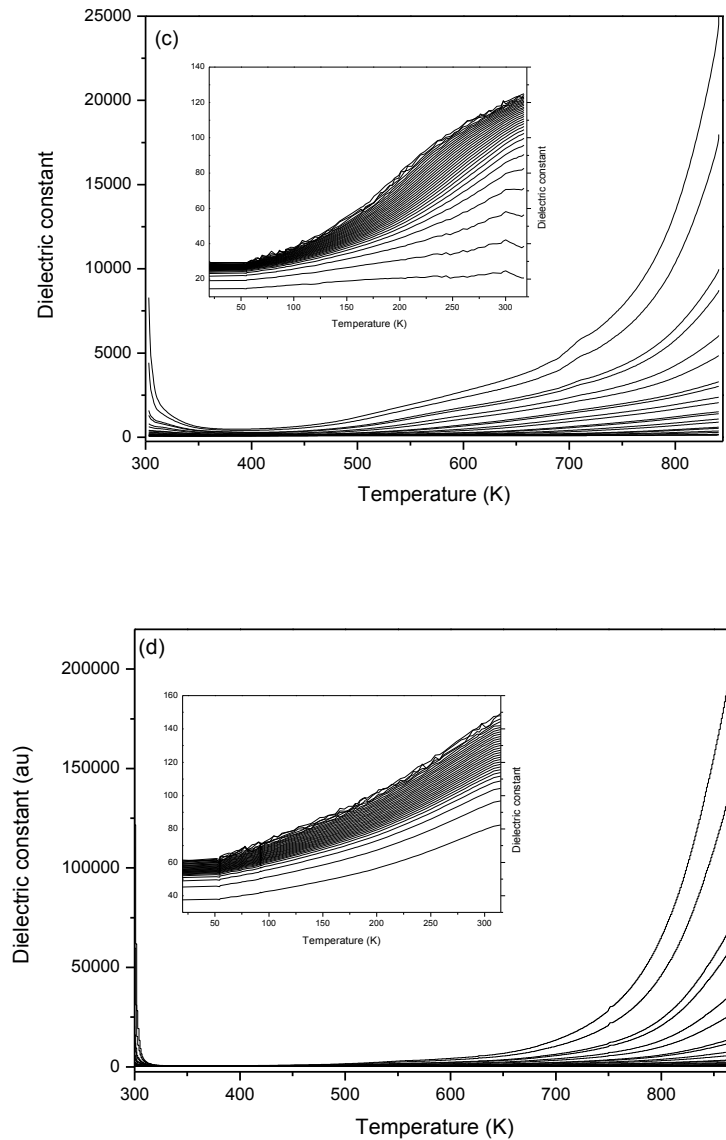 (c)
25000
20000
15000
10000
5000
0
Dielectric constant
300 400 500 600 700 800
Temperature (K)
140
120
100
80
60
40
20
50 100 150 200 250 300
Temperature (K)
Dielectric constant
(d)
200000
150000
100000
50000
0
Dielectric constant (au)
300 400 500 600 700 800
Temperature (K)
160
140
120
100
80
60
40
50 100 150 200 250 300
Temperature (K)
Dielectric constant